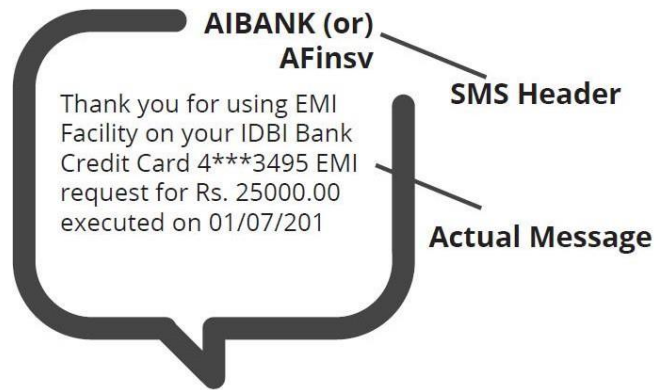 AIBANK (or)
AFinsv
SMS Header
Thank you for using EMI
Facility on your IDBI Bank
Credit Card 4***3495 EMI
request for Rs. 25000.00
executed on 01/07/201
Actual Message